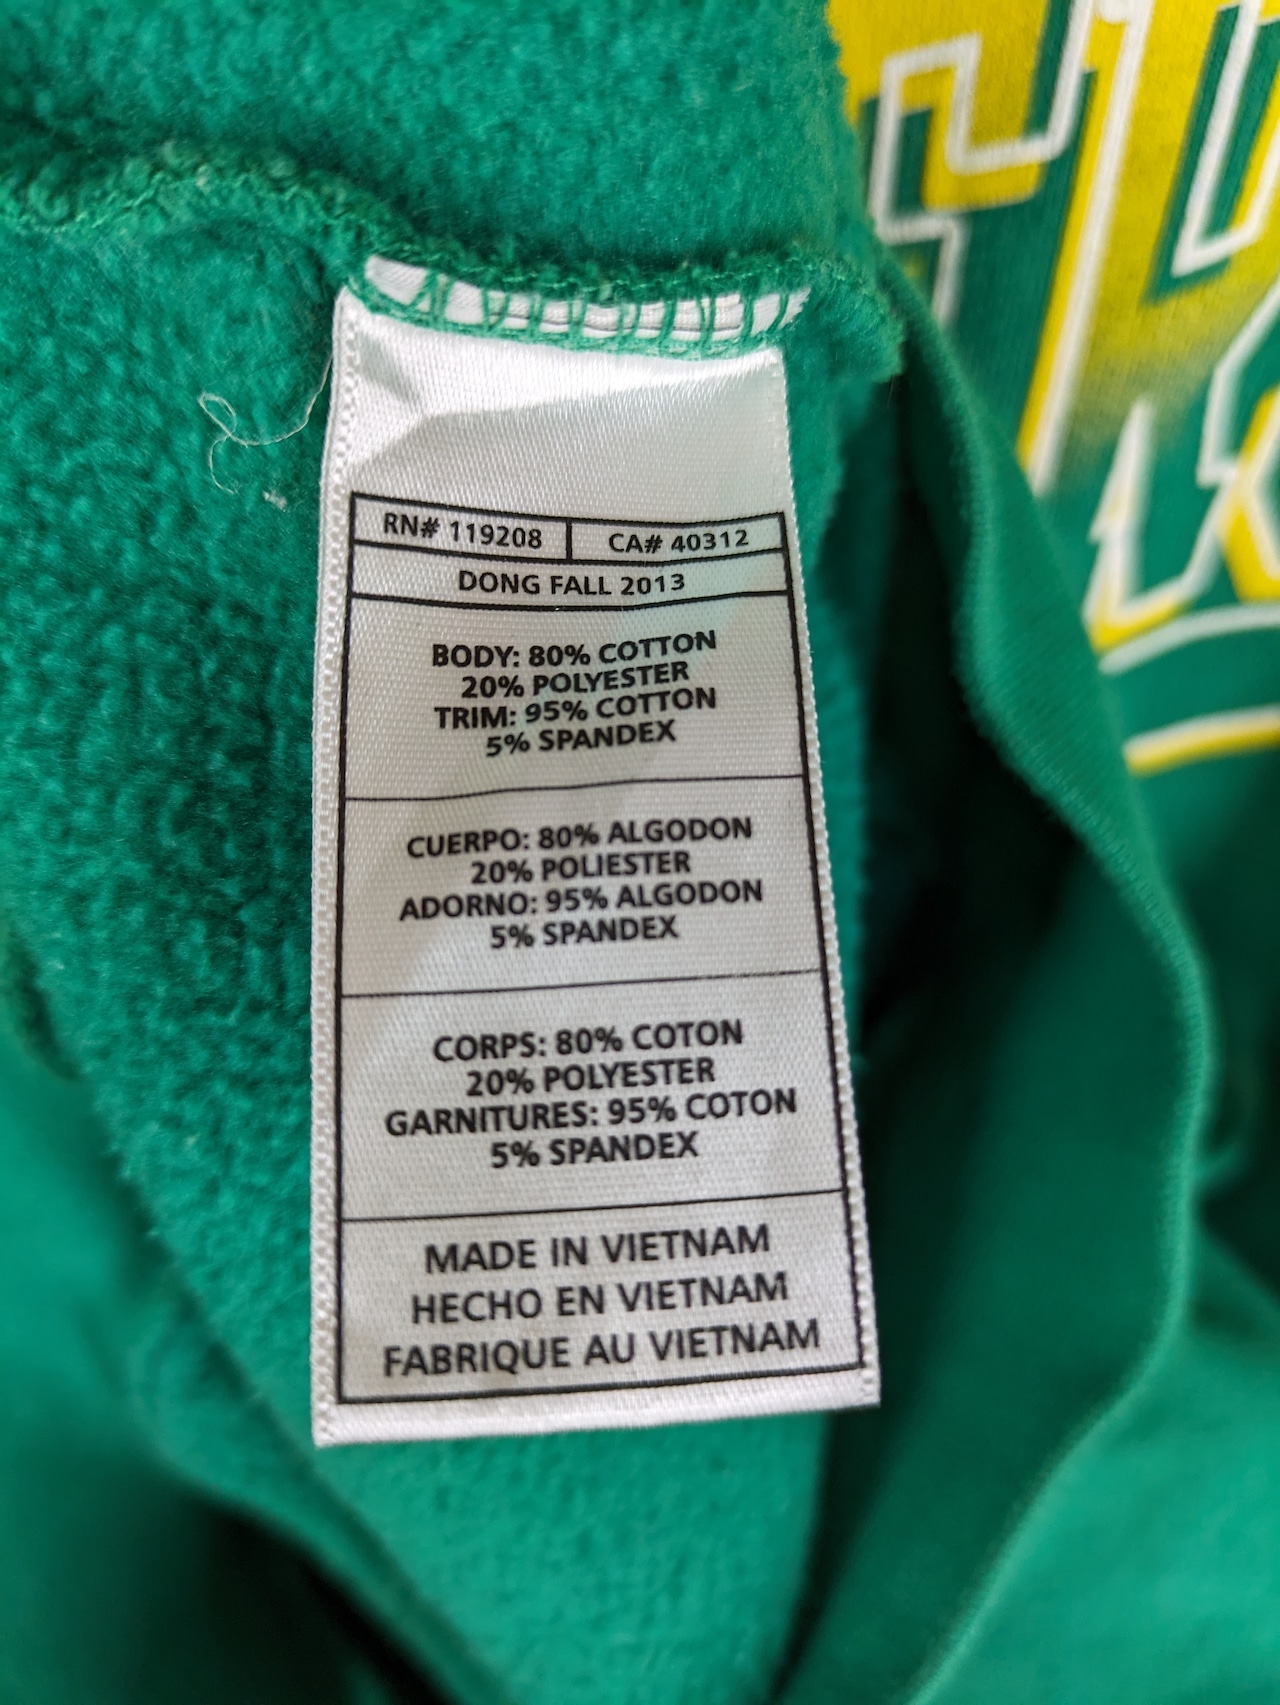 RN# 119208 CA# 40312
DONG FALL 2013
BODY: 80% COTTON
20% POLYESTER
TRIM: 95% COTTON
5% SPANDEX
CUERPO: 80% ALGODON
20% POLIESTER
ADORNO: 95% ALGODON
5% SPANDEX
CORPS: 80% COTON
20% POLYESTER
GARNITURES: 95% COTON
5% SPANDEX
MADE IN VIETNAM
HECHO EN VIETNAM
FABRIQUE AU VIETNAM